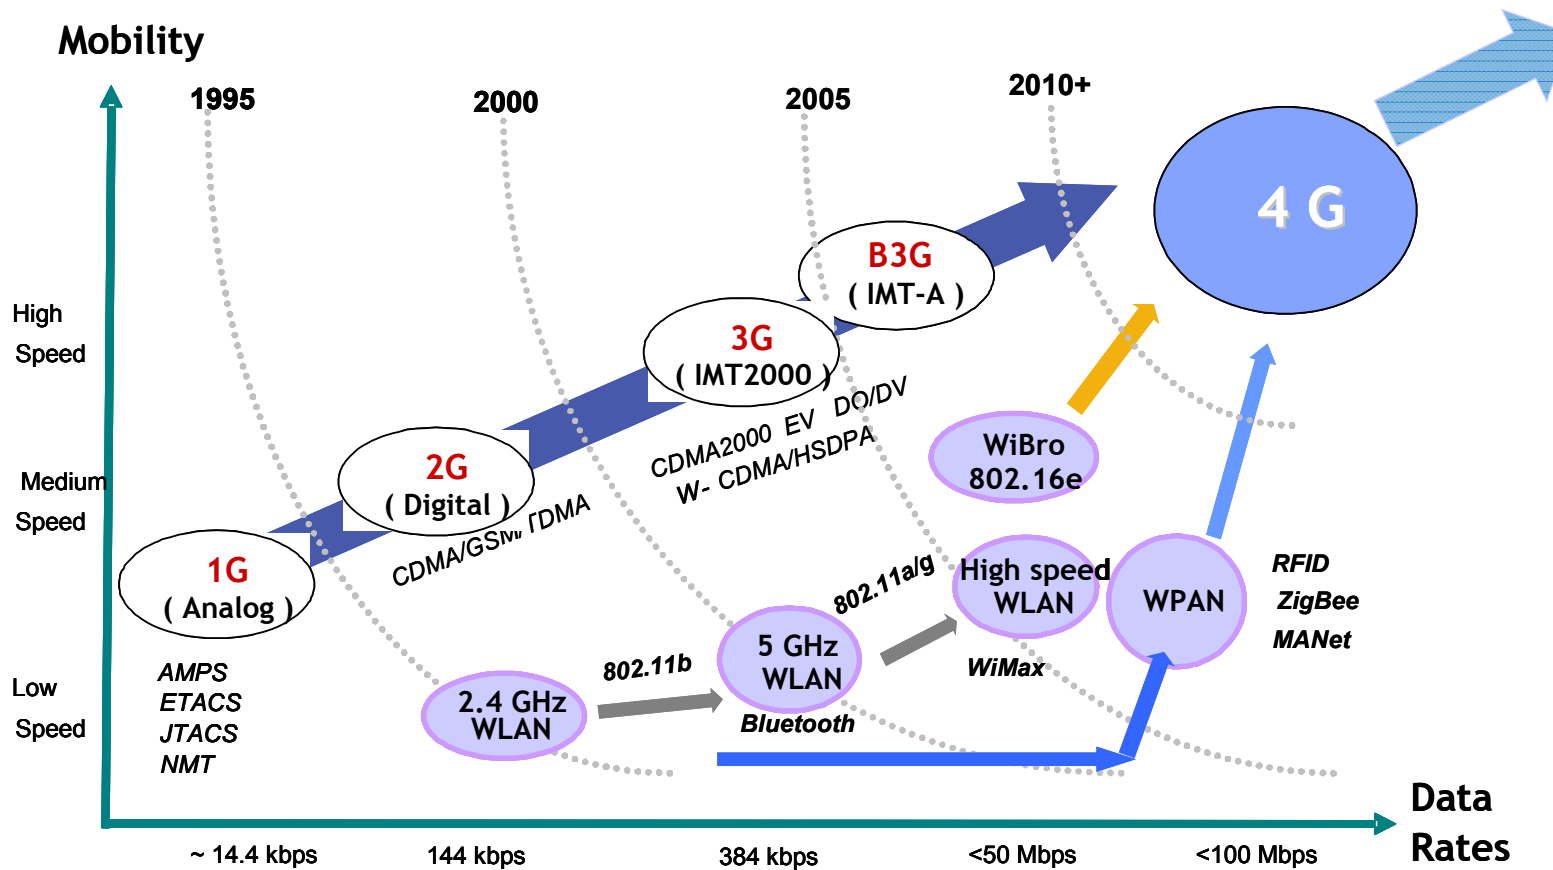 Mobility
1995
2000
2005
2010+
4 G
B3G
( IMT-A )
High
Speed
3G
( IMT2000 )
CDMA2000 EV DO/DV
W- CDMA/HSDPA
WiBro
802.16e
2G
( Digital )
CDMA/GSM/TDMA
Medium
Speed
1G
( Analog )
AMPS
ETACS
JTACS
NMT
Low
Speed
2.4 GHz
WLAN
802.11b
5 GHz
WLAN
Bluetooth
802.11a/g
High speed
WLAN
WiMax
WPAN
RFID
ZigBee
MANet
Data
Rates
~ 14.4 kbps
144 kbps
384 kbps
<50 Mbps
<100 Mbps